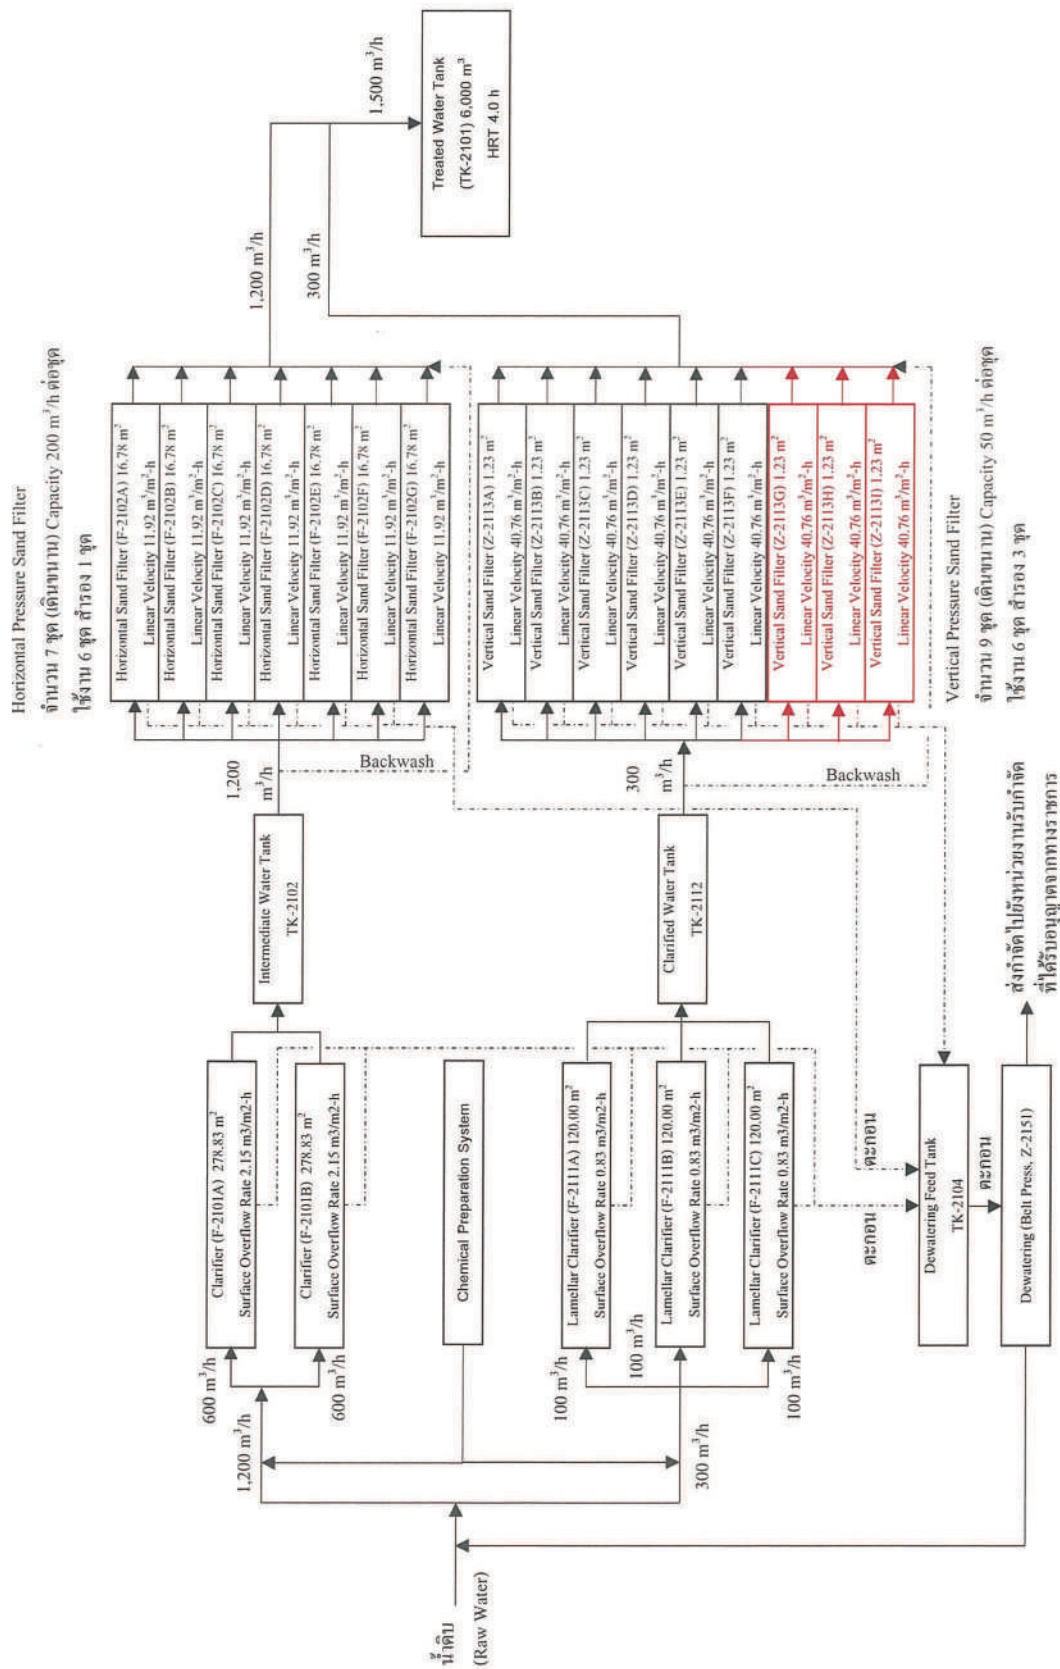 น้ำดิบ
(Raw Water)
1,200 m³/h
300 m³/h
600 m³/h
600 m³/h
Clarifier (F-2101A) 278.83 m²
Surface Overflow Rate 2.15 m3/m2-h
Clarifier (F-2101B) 278.83 m²
Surface Overflow Rate 2.15 m3/m2-h
Chemical Preparation System
100 m³/h
100 m³/h
100 m³/h
Lamellar Clarifier (F-2111A) 120.00 m²
Surface Overflow Rate 0.83 m3/m2-h
Lamellar Clarifier (F-2111B) 120.00 m²
Surface Overflow Rate 0.83 m3/m2-h
Lamellar Clarifier (F-2111C) 120.00 m²
Surface Overflow Rate 0.83 m3/m2-h
Intermediate Water Tank
TK-2102
Clarified Water Tank
TK-2112
1,200
m³/h
Backwash
300
m³/h
Backwash
Horizontal Pressure Sand Filter
จำนวน 7 ชุด (เดินขนาน) Capacity 200 m³/h ต่อชุด
ใช้งาน 6 ชุด สำรอง 1 ชุด
Horizontal Sand Filter (F-2102A) 16.78 m²
Linear Velocity 11.92 m³/m²-h
Horizontal Sand Filter (F-2102B) 16.78 m²
Linear Velocity 11.92 m³/m²-h
Horizontal Sand Filter (F-2102C) 16.78 m²
Linear Velocity 11.92 m³/m²-h
Horizontal Sand Filter (F-2102D) 16.78 m²
Linear Velocity 11.92 m³/m²-h
Horizontal Sand Filter (F-2102E) 16.78 m²
Linear Velocity 11.92 m³/m²-h
Horizontal Sand Filter (F-2102F) 16.78 m²
Linear Velocity 11.92 m³/m²-h
Horizontal Sand Filter (F-2102G) 16.78 m²
Linear Velocity 11.92 m³/m²-h
Vertical Sand Filter (Z-2113A) 1.23 m²
Linear Velocity 40.76 m³/m²-h
Vertical Sand Filter (Z-2113B) 1.23 m²
Linear Velocity 40.76 m³/m²-h
Vertical Sand Filter (Z-2113C) 1.23 m²
Linear Velocity 40.76 m³/m²-h
Vertical Sand Filter (Z-2113D) 1.23 m²
Linear Velocity 40.76 m³/m²-h
Vertical Sand Filter (Z-2113E) 1.23 m²
Linear Velocity 40.76 m³/m²-h
Vertical Sand Filter (Z-2113F) 1.23 m²
Linear Velocity 40.76 m³/m²-h
Vertical Sand Filter (Z-2113G) 1.23 m²
Linear Velocity 40.76 m³/m²-h
Vertical Sand Filter (Z-2113H) 1.23 m²
Linear Velocity 40.76 m³/m²-h
Vertical Sand Filter (Z-2113I) 1.23 m²
Linear Velocity 40.76 m³/m²-h
Vertical Pressure Sand Filter
จำนวน 9 ชุด (เดินขนาน) Capacity 50 m³/h ต่อชุด
ใช้งาน 6 ชุด สำรอง 3 ชุด
1,200 m³/h
300 m³/h
1,500 m³/h
Treated Water Tank
(TK-2101) 6,000 m³
HRT 4.0 h
ตะกอน
ตะกอน
Dewatering Feed Tank
TK-2104
ตะกอน
Dewatering (Belt Press, Z-2151)
ส่งกำจัดไปยังหน่วยงานรับกำจัด
ที่ได้รับอนุญาตจากทางราชการ